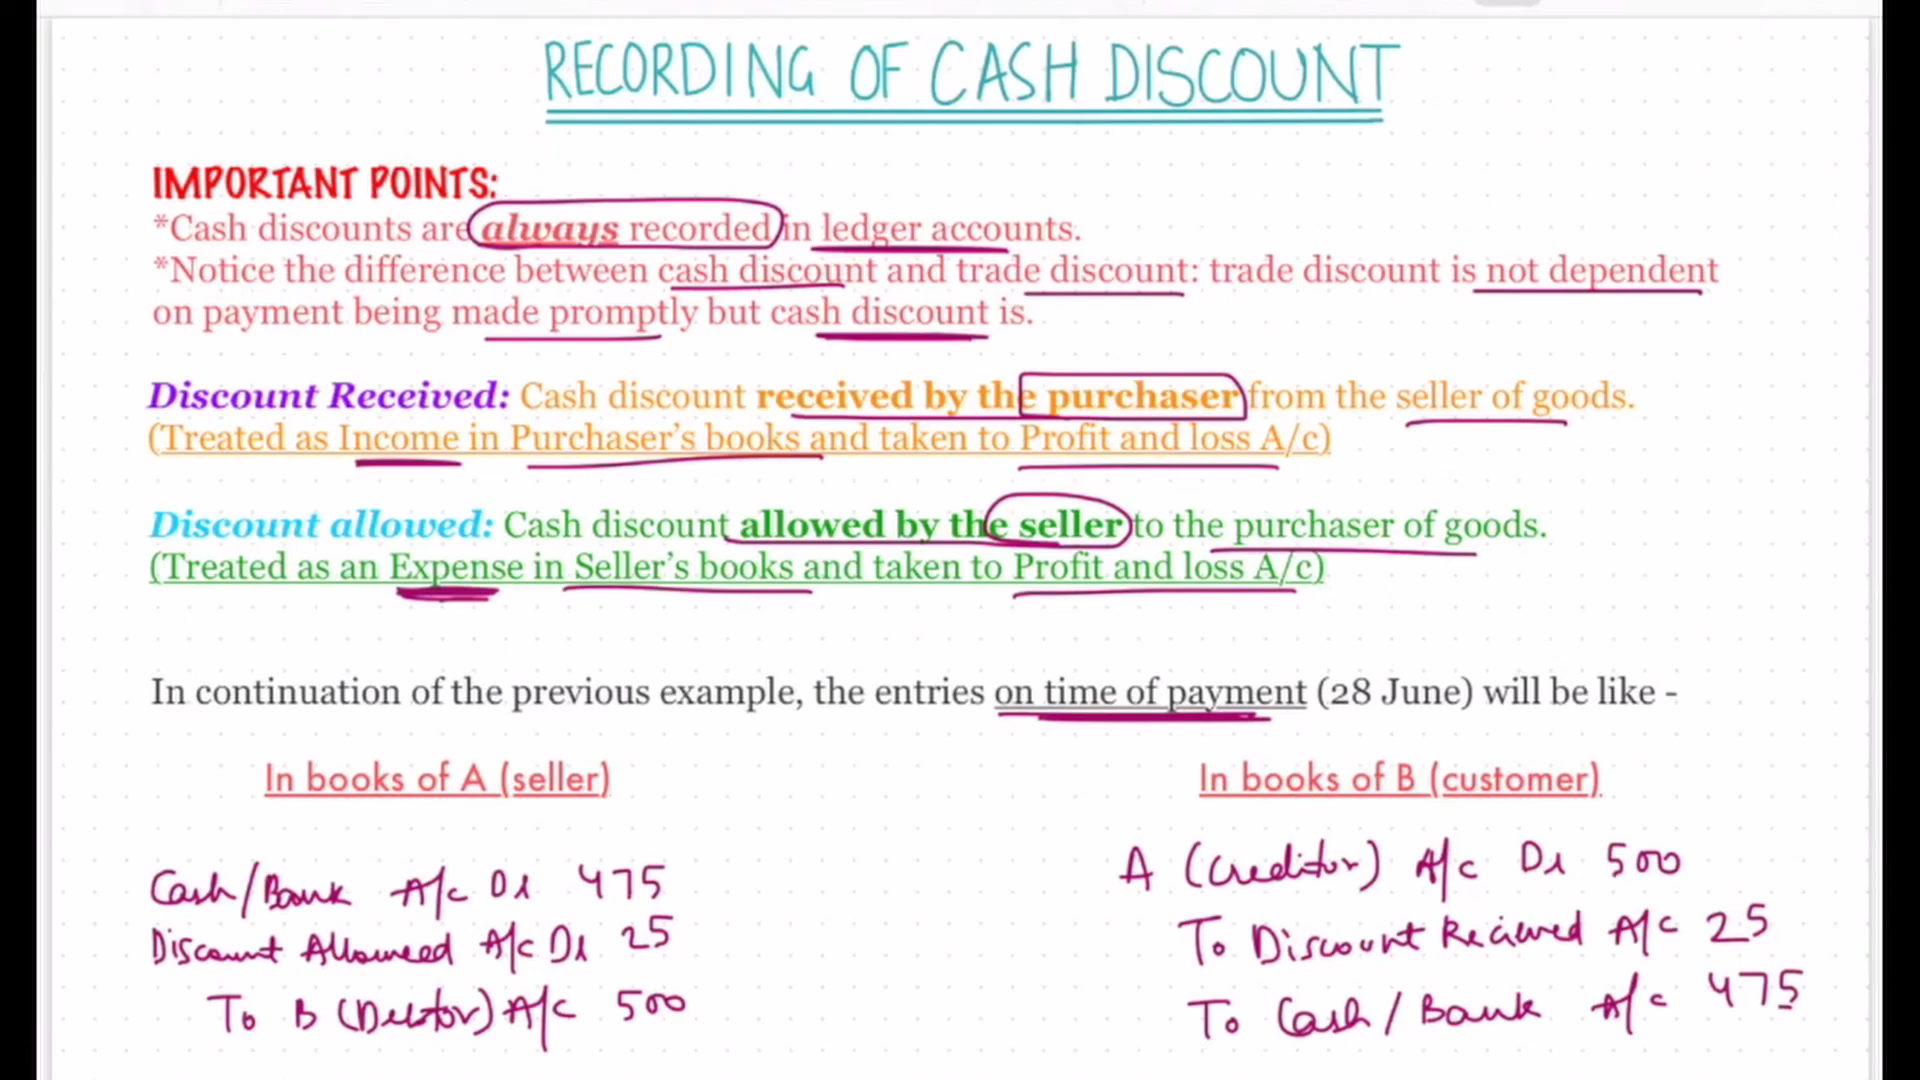 RECORDING OF CASH DISCOUNT
IMPORTANT POINTS:
*Cash discounts are always recorded in ledger accounts.
*Notice the difference between cash discount and trade discount: trade discount is not dependent
on payment being made promptly but cash discount is.
Discount Received: Cash discount received by the purchaser from the seller of goods.
(Treated as Income in Purchaser's books and taken to Profit and loss A/c)
Discount allowed: Cash discount allowed by the seller to the purchaser of goods.
(Treated as an Expense in Seller's books and taken to Profit and loss A/c)
In continuation of the previous example, the entries on time of payment (28 June) will be like -
In books of A (seller)
Cash/Bank A/c Dr 475
Discount Allowed A/c Dr 25
To B (Debtor) A/c 500
In books of B (customer)
A (Creditor) A/c Dr 500
To Discount Recieved A/c 25
To Cash/Bank A/c 475